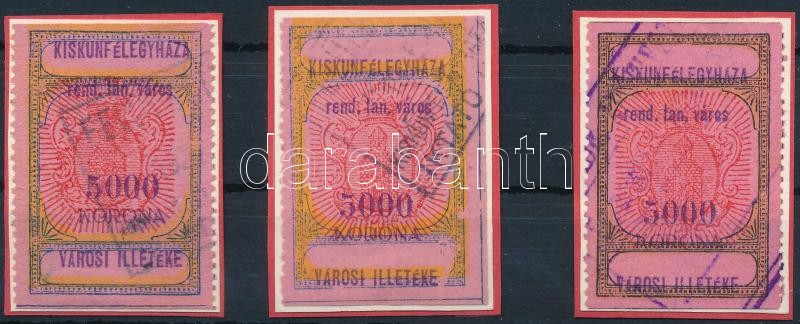 KISKUNFÉLEGYHÁZA
rend. tan. város
5000
KORONA
VÁROSI ILLETÉKE
KISKUNFÉLEGYHÁZA
rend. tan. város
5000
KORONA
VÁROSI ILLETÉKE
KISKUNFÉLEGYHÁZA
rend. tan. város
5000
KORONA
VÁROSI ILLETÉKE
darabanth